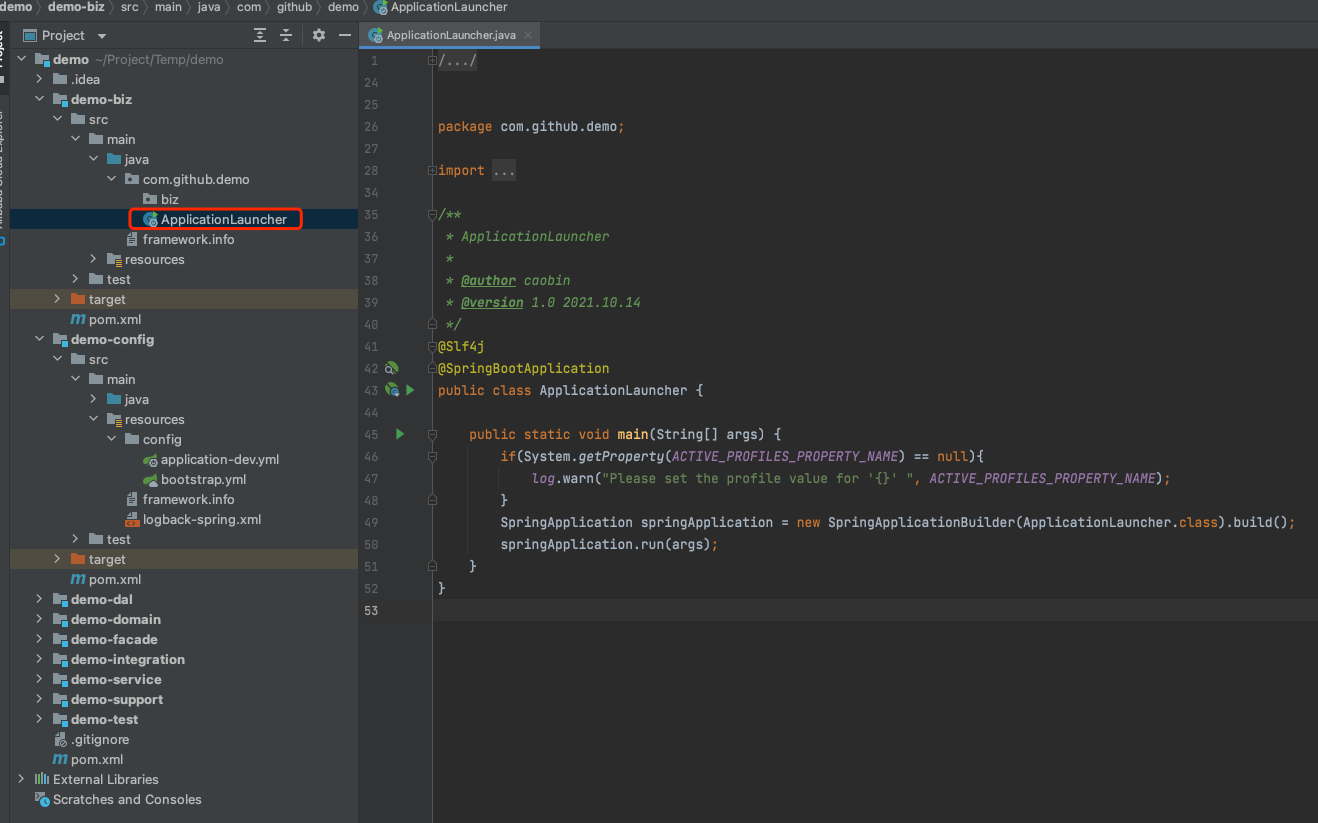 demo demo-biz src main java com github demo ApplicationLauncher
Project
ApplicationLauncher.java
demo ~/Project/Temp/demo
.idea
demo-biz
src
main
java
com.github.demo
biz
ApplicationLauncher
framework.info
resources
test
target
pom.xml
demo-config
src
main
java
resources
config
application-dev.yml
bootstrap.yml
framework.info
logback-spring.xml
test
target
pom.xml
demo-dal
demo-domain
demo-facade
demo-integration
demo-service
demo-support
demo-test
.gitignore
pom.xml
External Libraries
Scratches and Consoles
1 /.../
24
25
26 package com.github.demo;
27
28 import ...
34
35 /**
36 * ApplicationLauncher
37 *
38 * @author caobin
39 * @version 1.0 2021.10.14
40 */
41 @Slf4j
42 @SpringBootApplication
43 public class ApplicationLauncher {
44
45 public static void main(String[] args) {
46 if(System.getProperty(ACTIVE_PROFILES_PROPERTY_NAME) == null){
47 log.warn("Please set the profile value for '{}' ", ACTIVE_PROFILES_PROPERTY_NAME);
48 }
49 SpringApplication springApplication = new SpringApplicationBuilder(ApplicationLauncher.class).build();
50 springApplication.run(args);
51 }
52 }
53